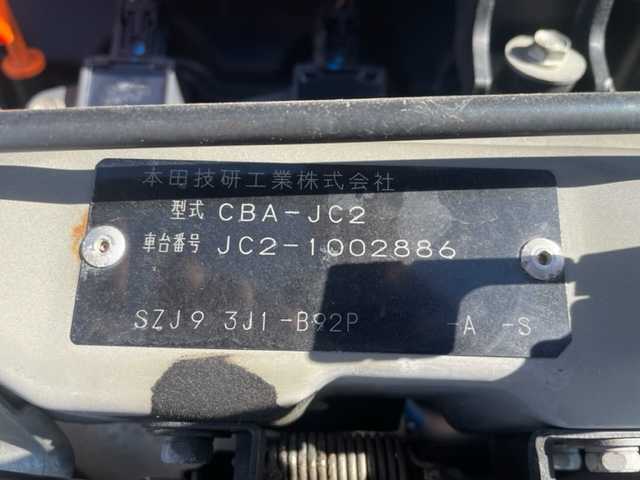 本田技研工業株式会社
型式 CBA-JC2
車台番号 JC2-1002886
SZJ9 3J1-B92P -A -S